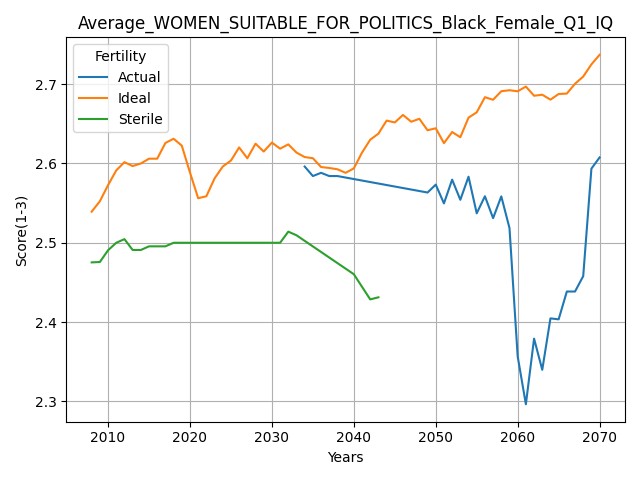 Average_WOMEN_SUITABLE_FOR_POLITICS_Black_Female_Q1_IQ
Fertility
Actual
Ideal
Sterile
Score(1-3)
2.7
2.6
2.5
2.4
2.3
2010 2020 2030 2040 2050 2060 2070
Years